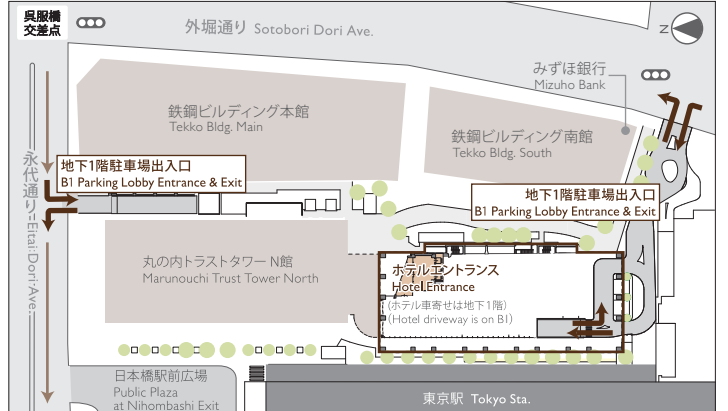 呉服橋
交差点
外堀通り Sotobori Dori Ave.
N
みずほ銀行
Mizuho Bank
鉄鋼ビルディング本館
Tekko Bldg. Main
鉄鋼ビルディング南館
Tekko Bldg. South
永代通り-Eitai Dori Ave.
地下1階駐車場出入口
B1 Parking Lobby Entrance & Exit
地下1階駐車場出入口
B1 Parking Lobby Entrance & Exit
丸の内トラストタワー N館
Marunouchi Trust Tower North
ホテルエントランス
Hotel Entrance
(ホテル車寄せは地下1階)
(Hotel driveway is on B1)
日本橋駅前広場
Public Plaza
at Nihombashi Exit
東京駅 Tokyo Sta.